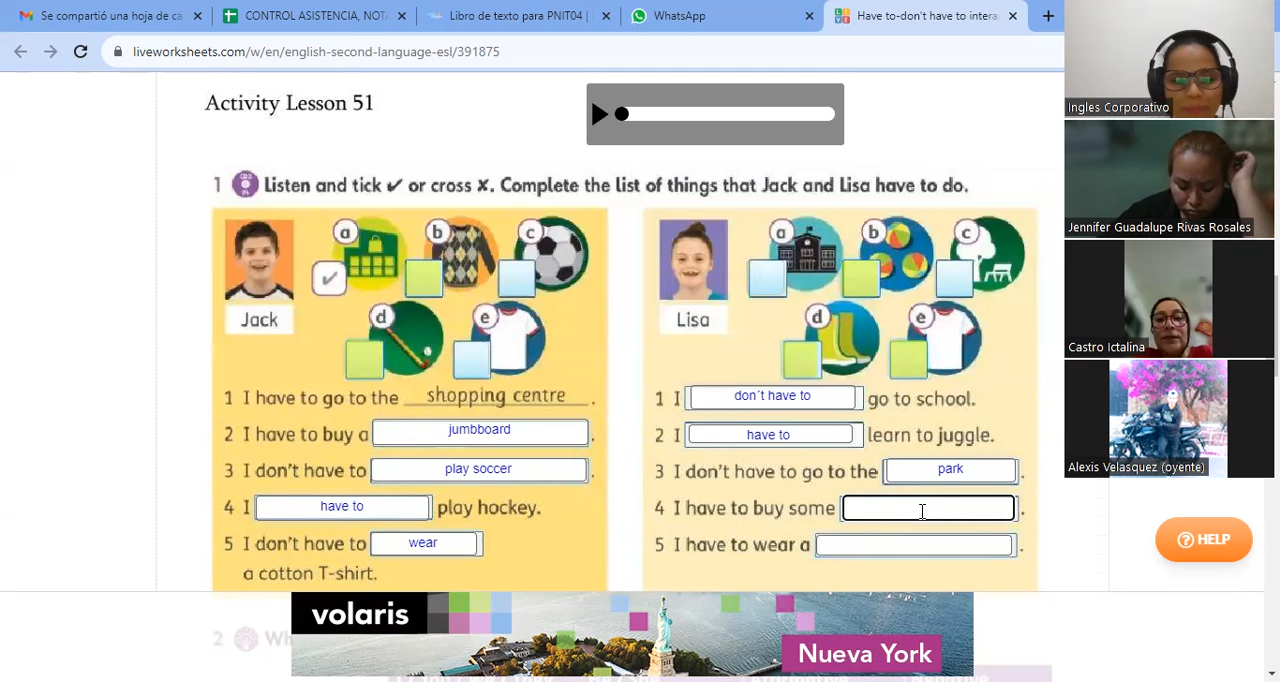 Se compartió una hoja de ca
CONTROL ASISTENCIA, NOTA
Libro de texto para PNIT04 |
WhatsApp
Have to-don't have to intera
liveworksheets.com/w/en/english-second-language-esl/391875
Activity Lesson 51
1 Listen and tick ✔ or cross ✘. Complete the list of things that Jack and Lisa have to do.
a b c
✔
Jack
d e
1 I have to go to the shopping centre.
2 I have to buy a jumbboard.
3 I don't have to play soccer.
4 I have to play hockey.
5 I don't have to wear
a cotton T-shirt.
a b c
Lisa
d e
1 I don´t have to go to school.
2 I have to learn to juggle.
3 I don't have to go to the park.
4 I have to buy some .
5 I have to wear a .
2 Wh
volaris
Nueva York
HELP
Ingles Corporativo
Jennifer Guadalupe Rivas Rosales
Castro Ictalina
Alexis Velasquez (oyente)